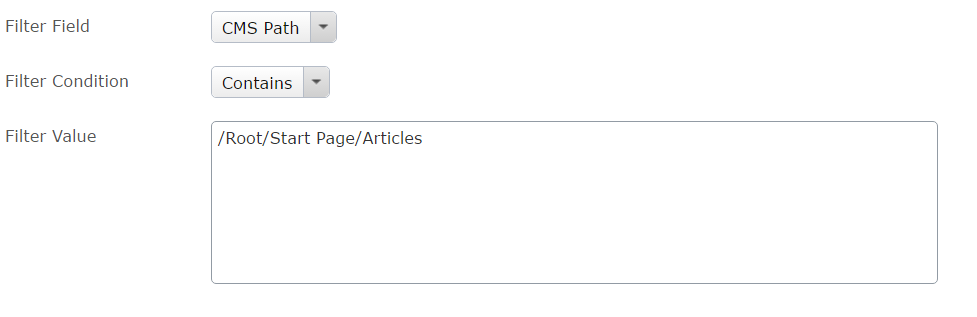 Filter Field CMS Path
Filter Condition Contains
Filter Value /Root/Start Page/Articles